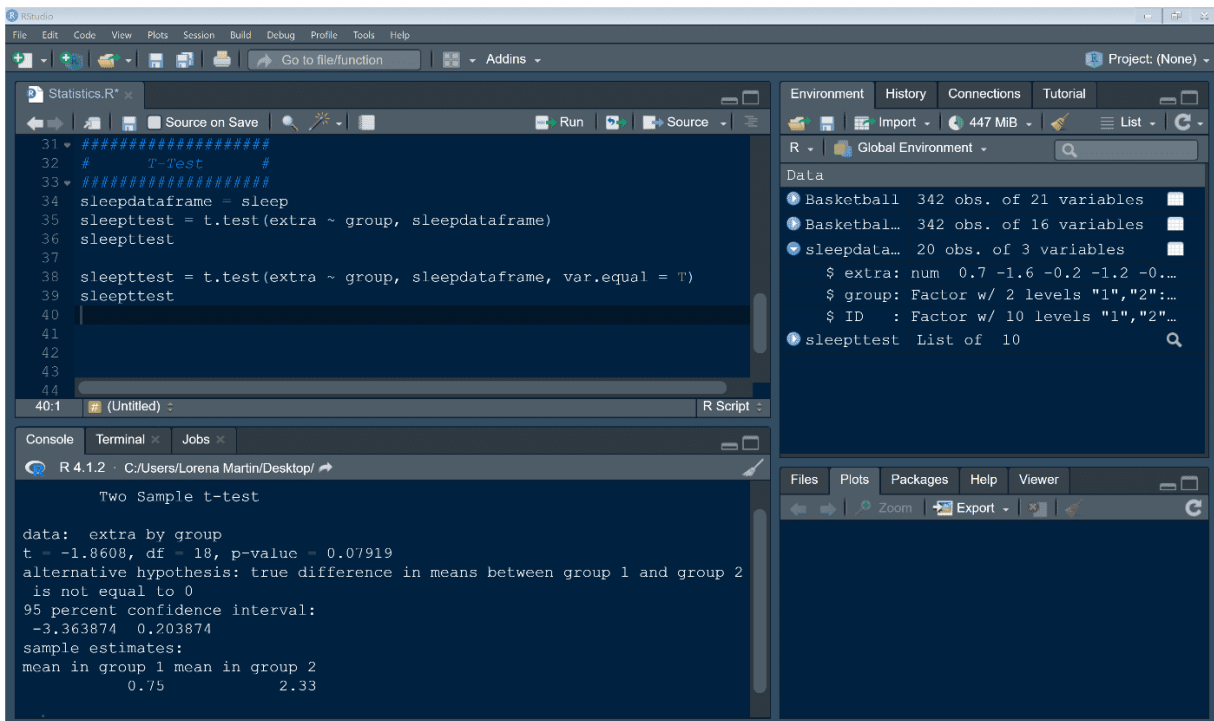 RStudio
File Edit Code View Plots Session Build Debug Profile Tools Help
Go to file/function Addins Project: (None)
Statistics.R*
Source on Save Run Source
31 ####################
32 # T-Test #
33 ####################
34 sleepdataframe = sleep
35 sleepttest = t.test(extra ~ group, sleepdataframe)
36 sleepttest
37
38 sleepttest = t.test(extra ~ group, sleepdataframe, var.equal = T)
39 sleepttest
40
41
42
43
44
40:1 # (Untitled) R Script
Console Terminal Jobs
R 4.1.2 · C:/Users/Lorena Martin/Desktop/
Two Sample t-test
data: extra by group
t = -1.8608, df = 18, p-value = 0.07919
alternative hypothesis: true difference in means between group 1 and group 2
is not equal to 0
95 percent confidence interval:
-3.363874 0.203874
sample estimates:
mean in group 1 mean in group 2
0.75 2.33
Environment History Connections Tutorial
Import 447 MiB List
R Global Environment
Data
Basketball 342 obs. of 21 variables
Basketbal… 342 obs. of 16 variables
sleepdata… 20 obs. of 3 variables
$ extra: num 0.7 -1.6 -0.2 -1.2 -0.…
$ group: Factor w/ 2 levels "1","2":…
$ ID : Factor w/ 10 levels "1","2"…
sleepttest List of 10
Files Plots Packages Help Viewer
Zoom Export